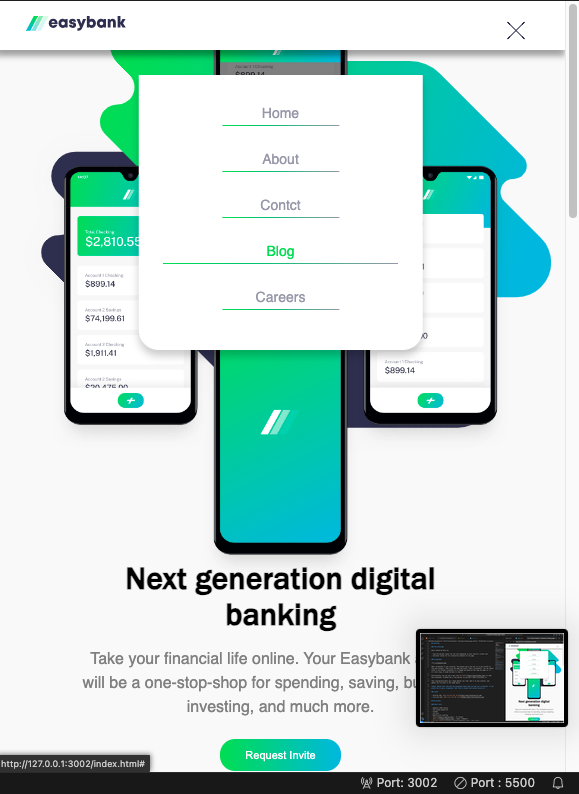 easybank
Account 1 Checking
$899.14
Home
About
Contct
Blog
Careers
Total Checking
$2,810.55
Account 1 Checking
$899.14
Account 2 Savings
$74,199.61
Account 3 Checking
$1,911.41
Account 2 Savings
$20,475.00
Account 1 Checking
$899.14
Next generation digital
banking
Take your financial life online. Your Easybank
will be a one-stop-shop for spending, saving,
investing, and much more.
Request Invite
http://127.0.0.1:3002/index.html#
Port: 3002
Port : 5500